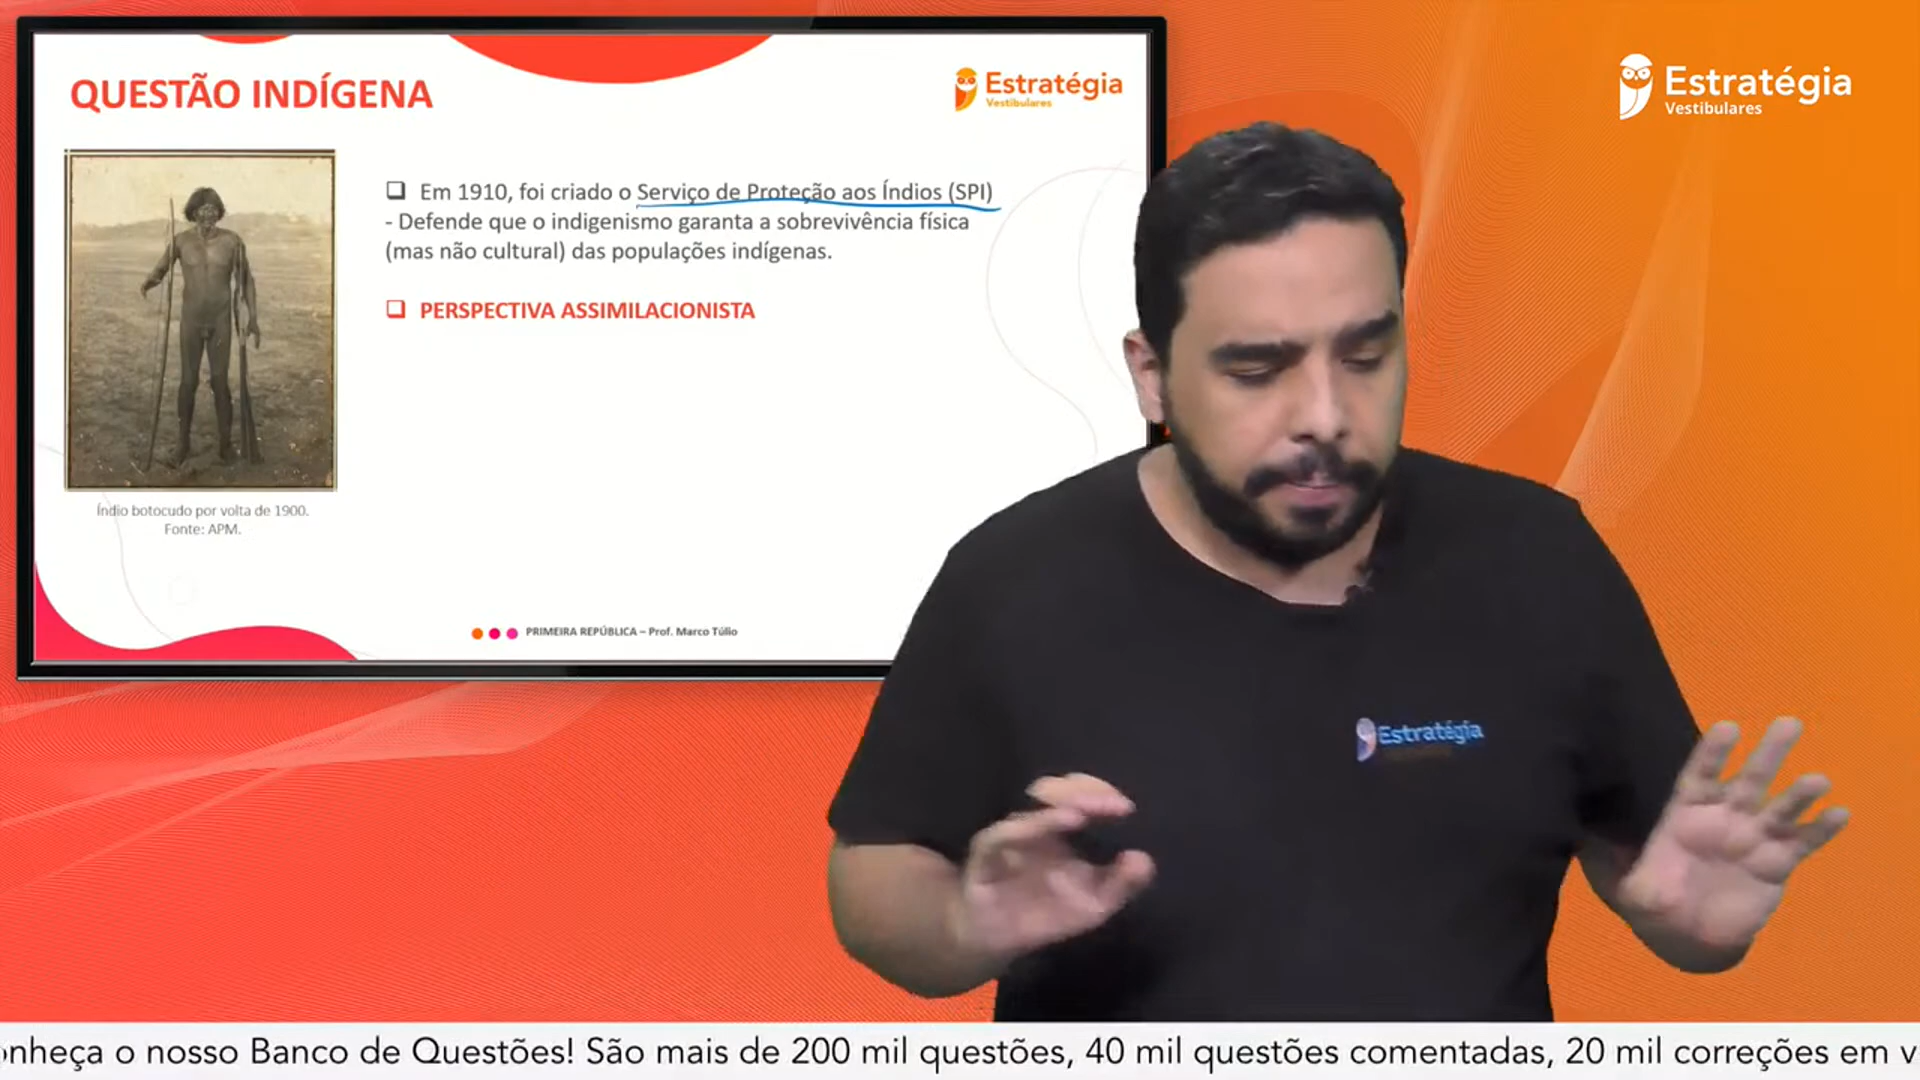 QUESTÃO INDÍGENA
Estratégia
Vestibulares
Estratégia
Vestibulares
❑ Em 1910, foi criado o Serviço de Proteção aos Índios (SPI)
- Defende que o indigenismo garanta a sobrevivência física
(mas não cultural) das populações indígenas.
❑ PERSPECTIVA ASSIMILACIONISTA
Índio botocudo por volta de 1900.
Fonte: APM.
PRIMEIRA REPÚBLICA – Prof. Marco Túlio
Estratégia
onheça o nosso Banco de Questões! São mais de 200 mil questões, 40 mil questões comentadas, 20 mil correções em v